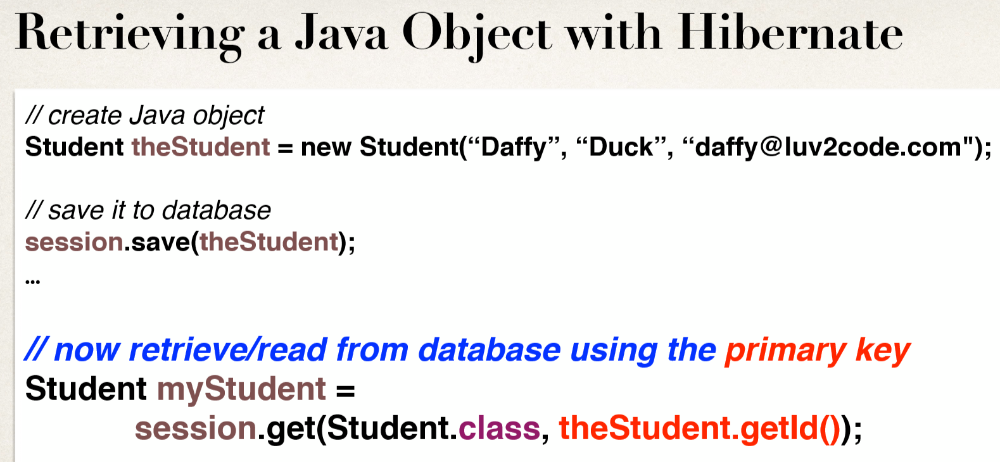 Retrieving a Java Object with Hibernate
// create Java object
Student theStudent = new Student(“Daffy”, “Duck”, “daffy@luv2code.com");
// save it to database
session.save(theStudent);
…
// now retrieve/read from database using the primary key
Student myStudent =
session.get(Student.class, theStudent.getId());